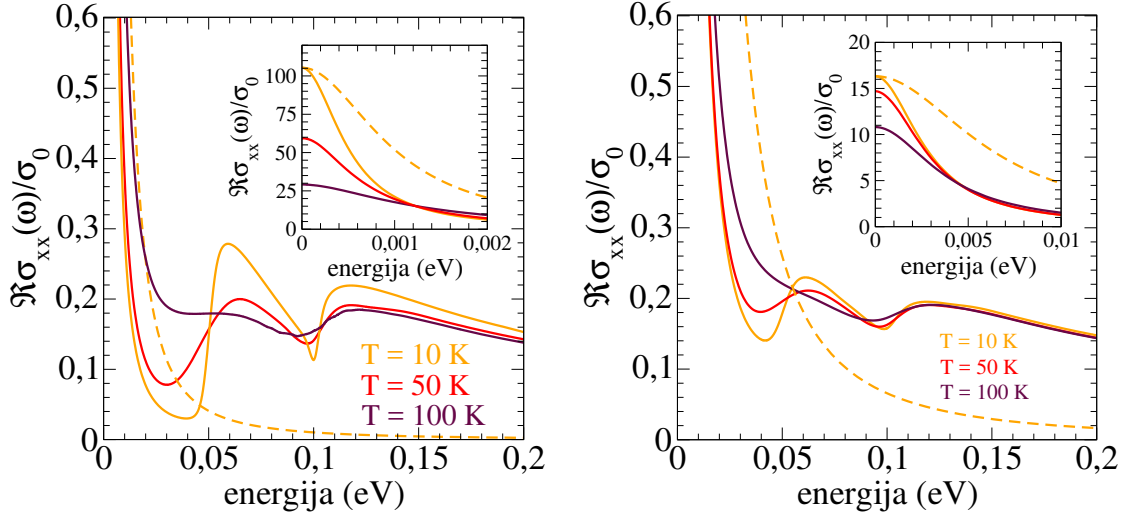 0,6
0,5
0,4
0,3
0,2
0,1
0
ℜσxx(ω)/σ0
0
0,05
0,1
0,15
0,2
energija (eV)
100
75
50
25
0
ℜσxx(ω)/σ0
0
0,001
0,002
energija (eV)
T = 10 K
T = 50 K
T = 100 K
0,6
0,5
0,4
0,3
0,2
0,1
0
ℜσxx(ω)/σ0
0
0,05
0,1
0,15
0,2
energija (eV)
20
15
10
5
0
ℜσxx(ω)/σ0
0
0,005
0,01
energija (eV)
T = 10 K
T = 50 K
T = 100 K